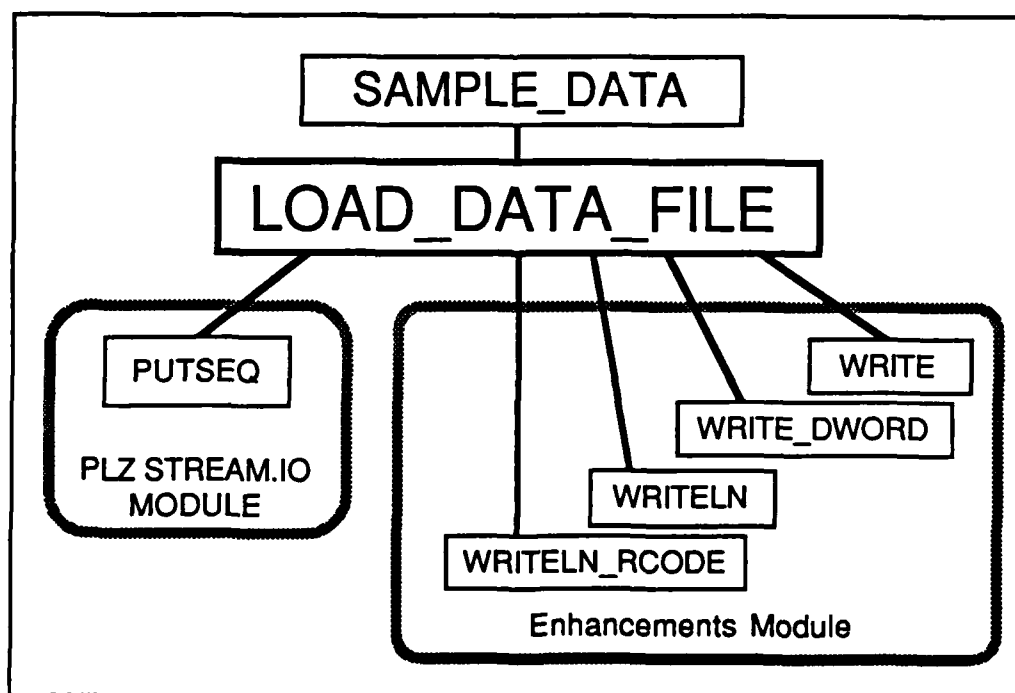 SAMPLE_DATA
LOAD_DATA_FILE
PUTSEQ
PLZ STREAM.IO
MODULE
WRITE
WRITE_DWORD
WRITELN
WRITELN_RCODE
Enhancements Module